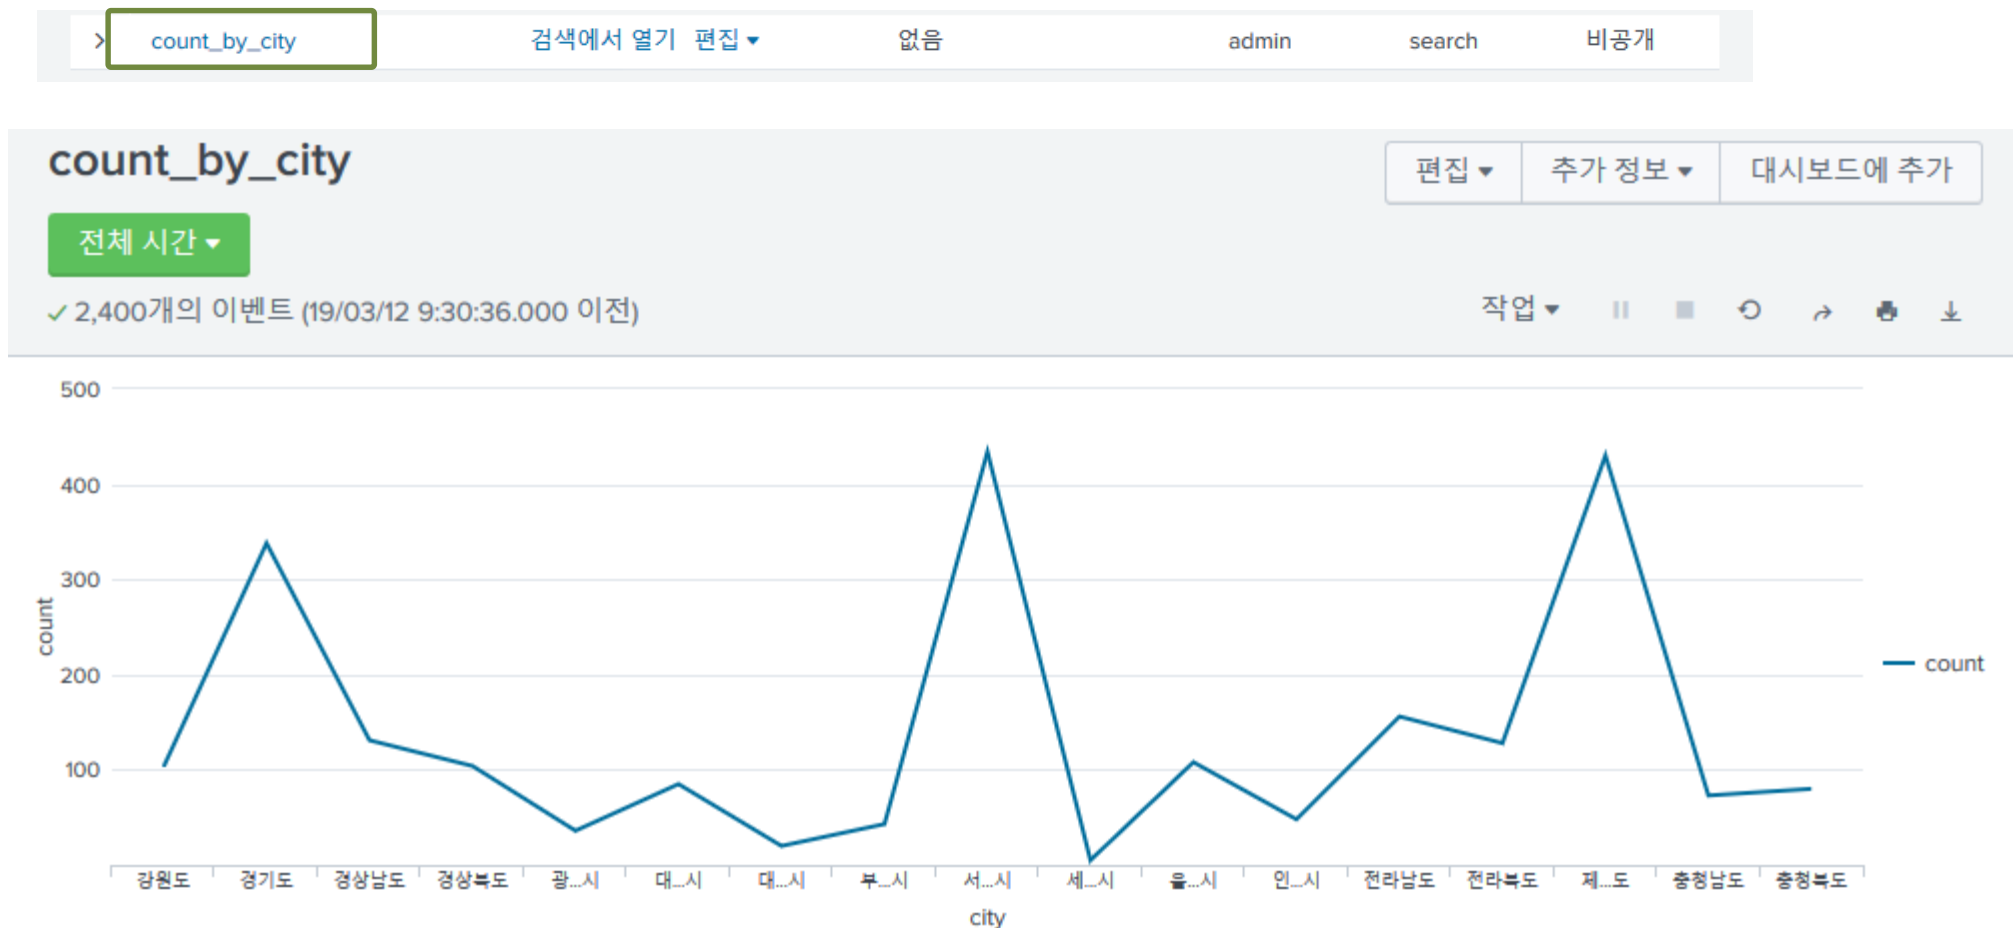 count_by_city 검색에서 열기 편집 없음 admin search 비공개
count_by_city
편집 추가 정보 대시보드에 추가
전체 시간
2,400개의 이벤트 (19/03/12 9:30:36.000 이전)
작업
500
400
300
200
100
count
count
강원도 경기도 경상남도 경상북도 광...시 대...시 대...시 부...시 서...시 세...시 울...시 인...시 전라남도 전라북도 제...도 충청남도 충청북도
city